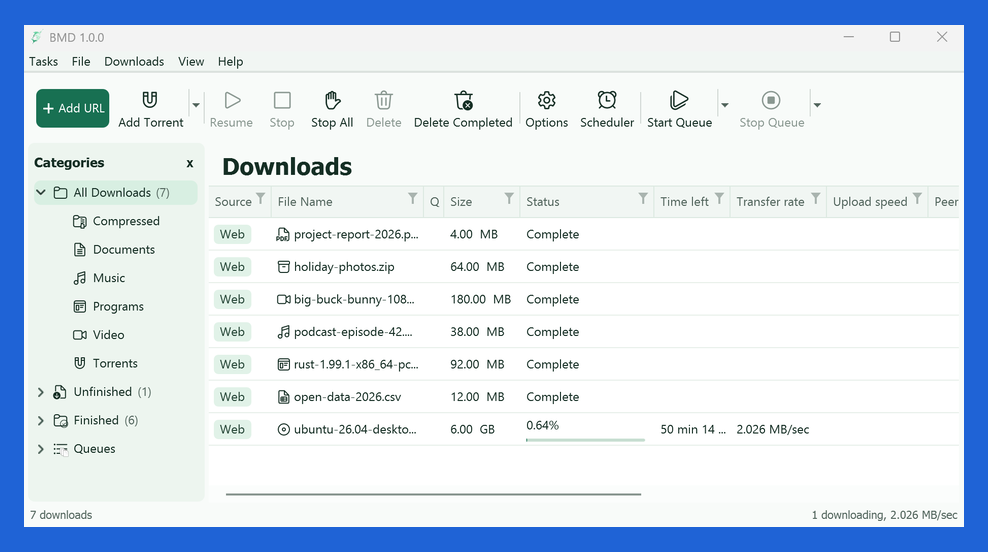 BMD 1.0.0
Tasks File Downloads View Help
+ Add URL Add Torrent Resume Stop Stop All Delete Delete Completed Options Scheduler Start Queue Stop Queue
Categories x
All Downloads (7)
Compressed
Documents
Music
Programs
Video
Torrents
Unfinished (1)
Finished (6)
Queues
Downloads
Source File Name Q Size Status Time left Transfer rate Upload speed Peer
Web project-report-2026.p... 4.00 MB Complete
Web holiday-photos.zip 64.00 MB Complete
Web big-buck-bunny-108... 180.00 MB Complete
Web podcast-episode-42.... 38.00 MB Complete
Web rust-1.99.1-x86_64-pc... 92.00 MB Complete
Web open-data-2026.csv 12.00 MB Complete
Web ubuntu-26.04-deskto... 6.00 GB 0.64% 50 min 14 ... 2.026 MB/sec
7 downloads 1 downloading, 2.026 MB/sec